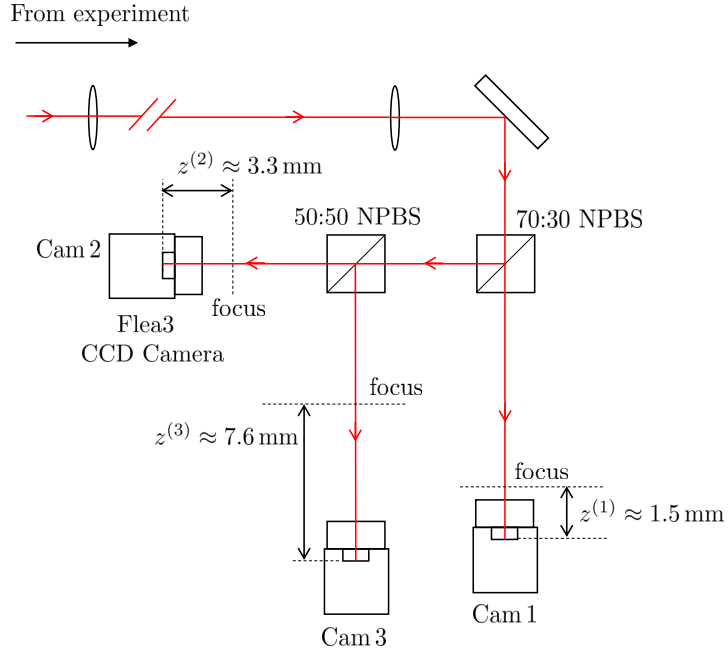 From experiment
z^(2) ≈ 3.3 mm
50:50 NPBS
70:30 NPBS
Cam 2
focus
Flea3
CCD Camera
focus
z^(3) ≈ 7.6 mm
focus
z^(1) ≈ 1.5 mm
Cam 1
Cam 3